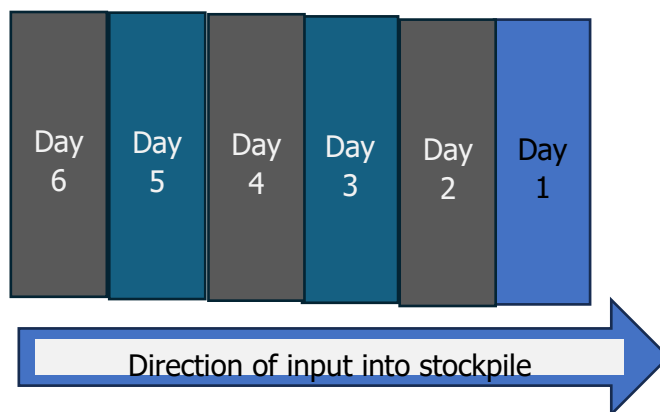 Day
6
Day
5
Day
4
Day
3
Day
2
Day
1
Direction of input into stockpile